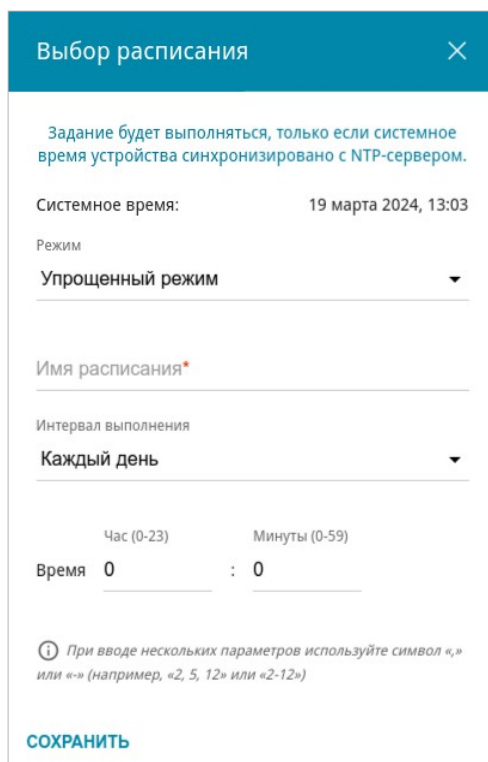 Выбор расписания
Задание будет выполняться, только если системное
время устройства синхронизировано с NTP-сервером.
Системное время: 19 марта 2024, 13:03
Режим
Упрощенный режим
Имя расписания*
Интервал выполнения
Каждый день
Час (0-23) Минуты (0-59)
Время 0 : 0
При вводе нескольких параметров используйте символ «,»
или «-» (например, «2, 5, 12» или «2-12»)
СОХРАНИТЬ